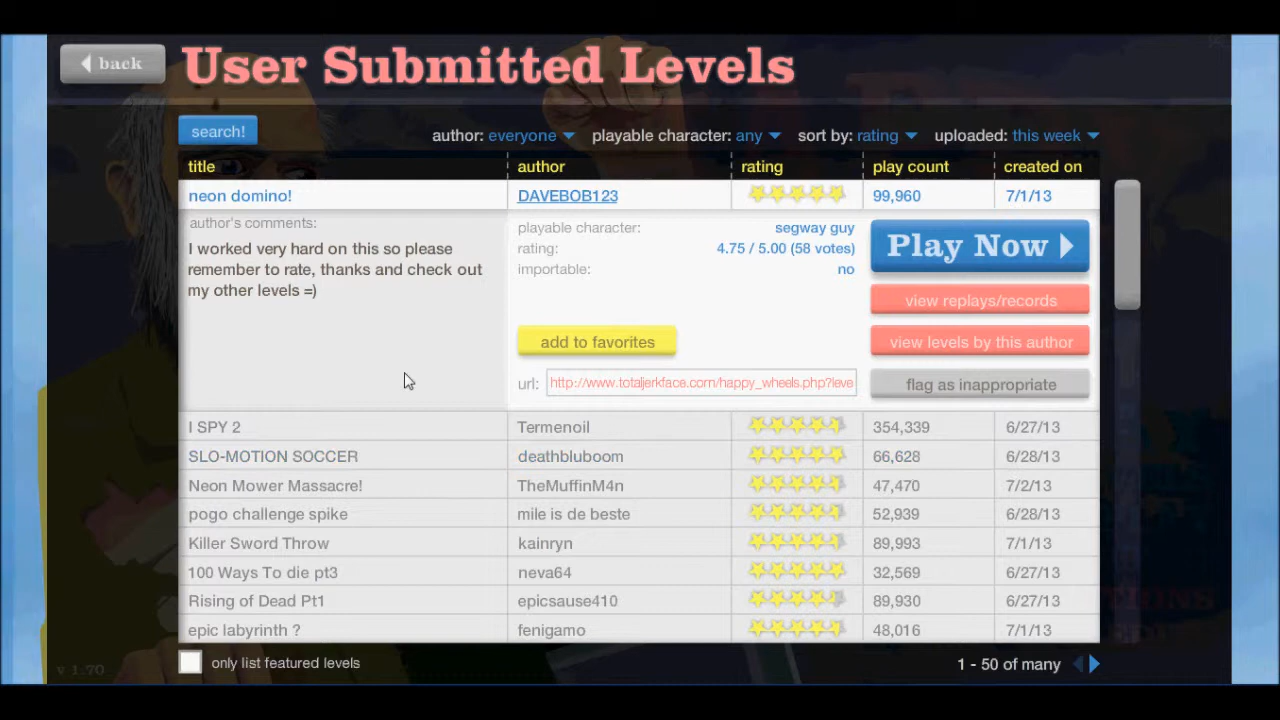 back
User Submitted Levels
search!
author: everyone playable character: any sort by: rating uploaded: this week
title author rating play count created on
neon domino! DAVEBOB123 99,960 7/1/13
author's comments:
I worked very hard on this so please
remember to rate, thanks and check out
my other levels =)
playable character: segway guy
rating: 4.75 / 5.00 (58 votes)
importable: no
add to favorites
url: http://www.totaljerkface.com/happy_wheels.php?leve
Play Now
view replays/records
view levels by this author
flag as inappropriate
I SPY 2 Termenoil 354,339 6/27/13
SLO-MOTION SOCCER deathbluboom 66,628 6/28/13
Neon Mower Massacre! TheMuffinM4n 47,470 7/2/13
pogo challenge spike mile is de beste 52,939 6/28/13
Killer Sword Throw kainryn 89,993 7/1/13
100 Ways To die pt3 neva64 32,569 6/27/13
Rising of Dead Pt1 epicsause410 89,930 6/27/13
epic labyrinth ? fenigamo 48,016 7/1/13
only list featured levels 1 - 50 of many
v 1.70